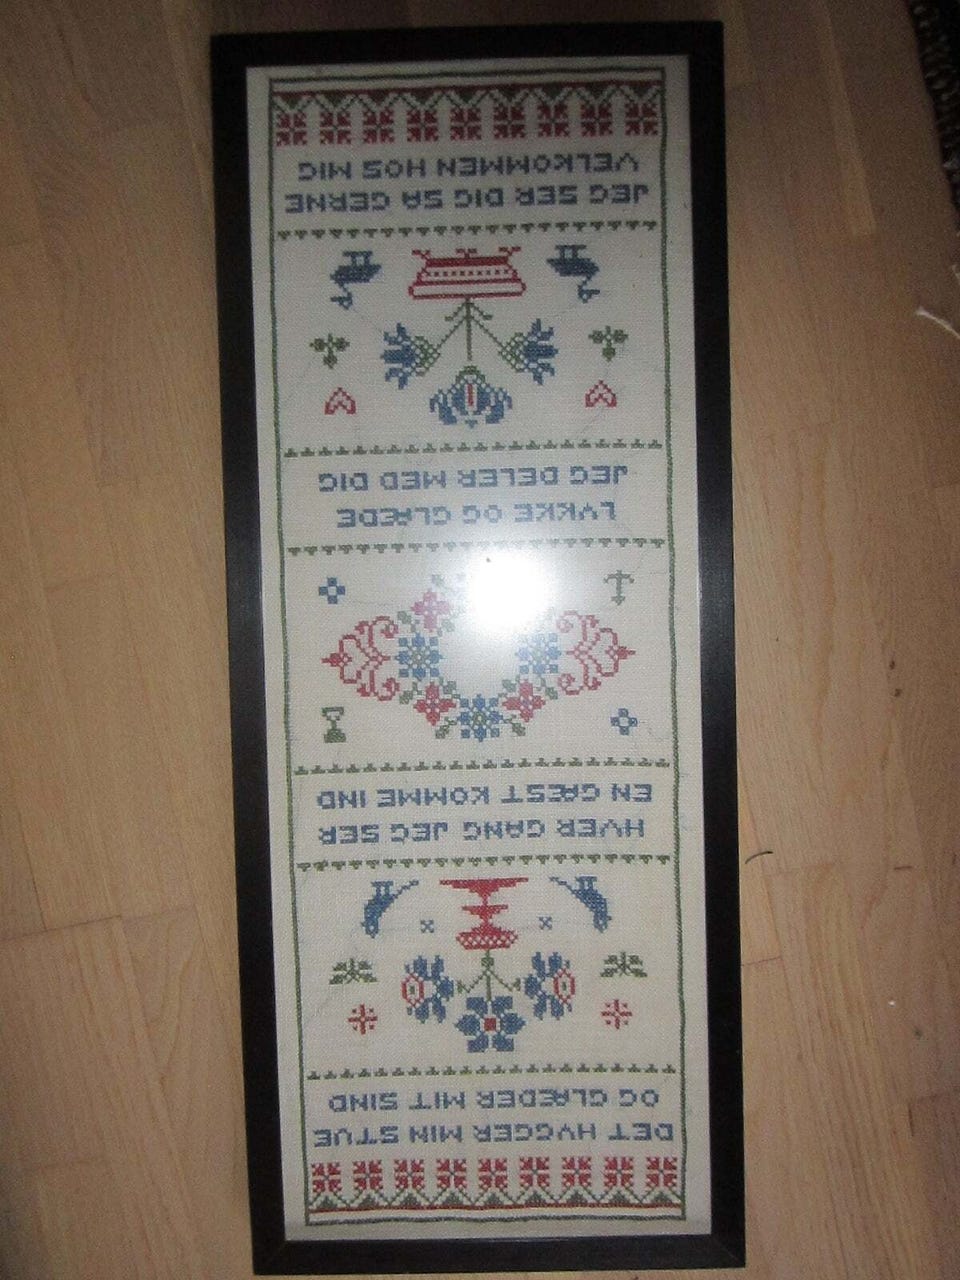 DET HYGGER MIN STUE
OG GLÆDER MIT SIND
HVER GANG JEG SER
EN GÆST KOMME IND
LYKKE OG GLÆDE
JEG DELER MED DIG
JEG SER DIG SÅ GERNE
VELKOMMEN HOS MIG